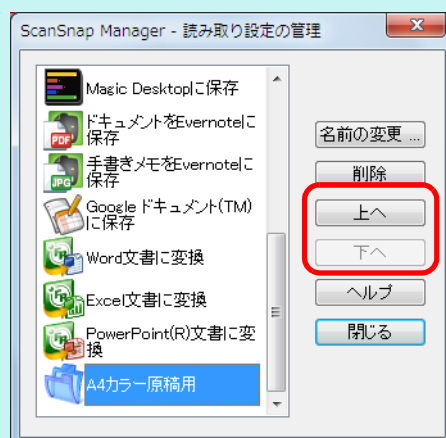 ScanSnap Manager - 読み取り設定の管理
Magic Desktopに保存
ドキュメントをEvernoteに
保存
PDF
手書きメモをEvernoteに
保存
JPG
Google ドキュメント(TM)
に保存
Word文書に変換
Excel文書に変換
PowerPoint(R)文書に変
換
A4カラー原稿用
名前の変更 ...
削除
上へ
下へ
ヘルプ
閉じる